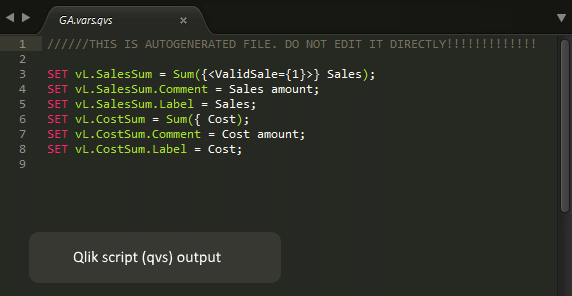 GA.vars.qvs
1 //////THIS IS AUTOGENERATED FILE. DO NOT EDIT IT DIRECTLY!!!!!!!!!!!!!
2
3 SET vL.SalesSum = Sum({<ValidSale={1}>} Sales);
4 SET vL.SalesSum.Comment = Sales amount;
5 SET vL.SalesSum.Label = Sales;
6 SET vL.CostSum = Sum({ Cost);
7 SET vL.CostSum.Comment = Cost amount;
8 SET vL.CostSum.Label = Cost;
9
Qlik script (qvs) output